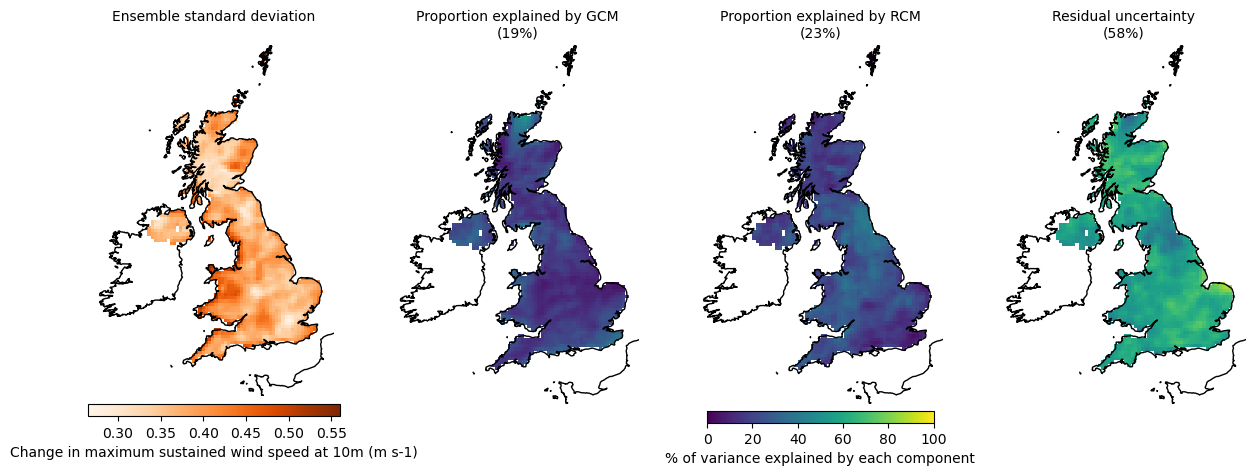 Ensemble standard deviation
Proportion explained by GCM
(19%)
Proportion explained by RCM
(23%)
Residual uncertainty
(58%)
0.30 0.35 0.40 0.45 0.50 0.55
Change in maximum sustained wind speed at 10m (m s-1)
0 20 40 60 80 100
% of variance explained by each component